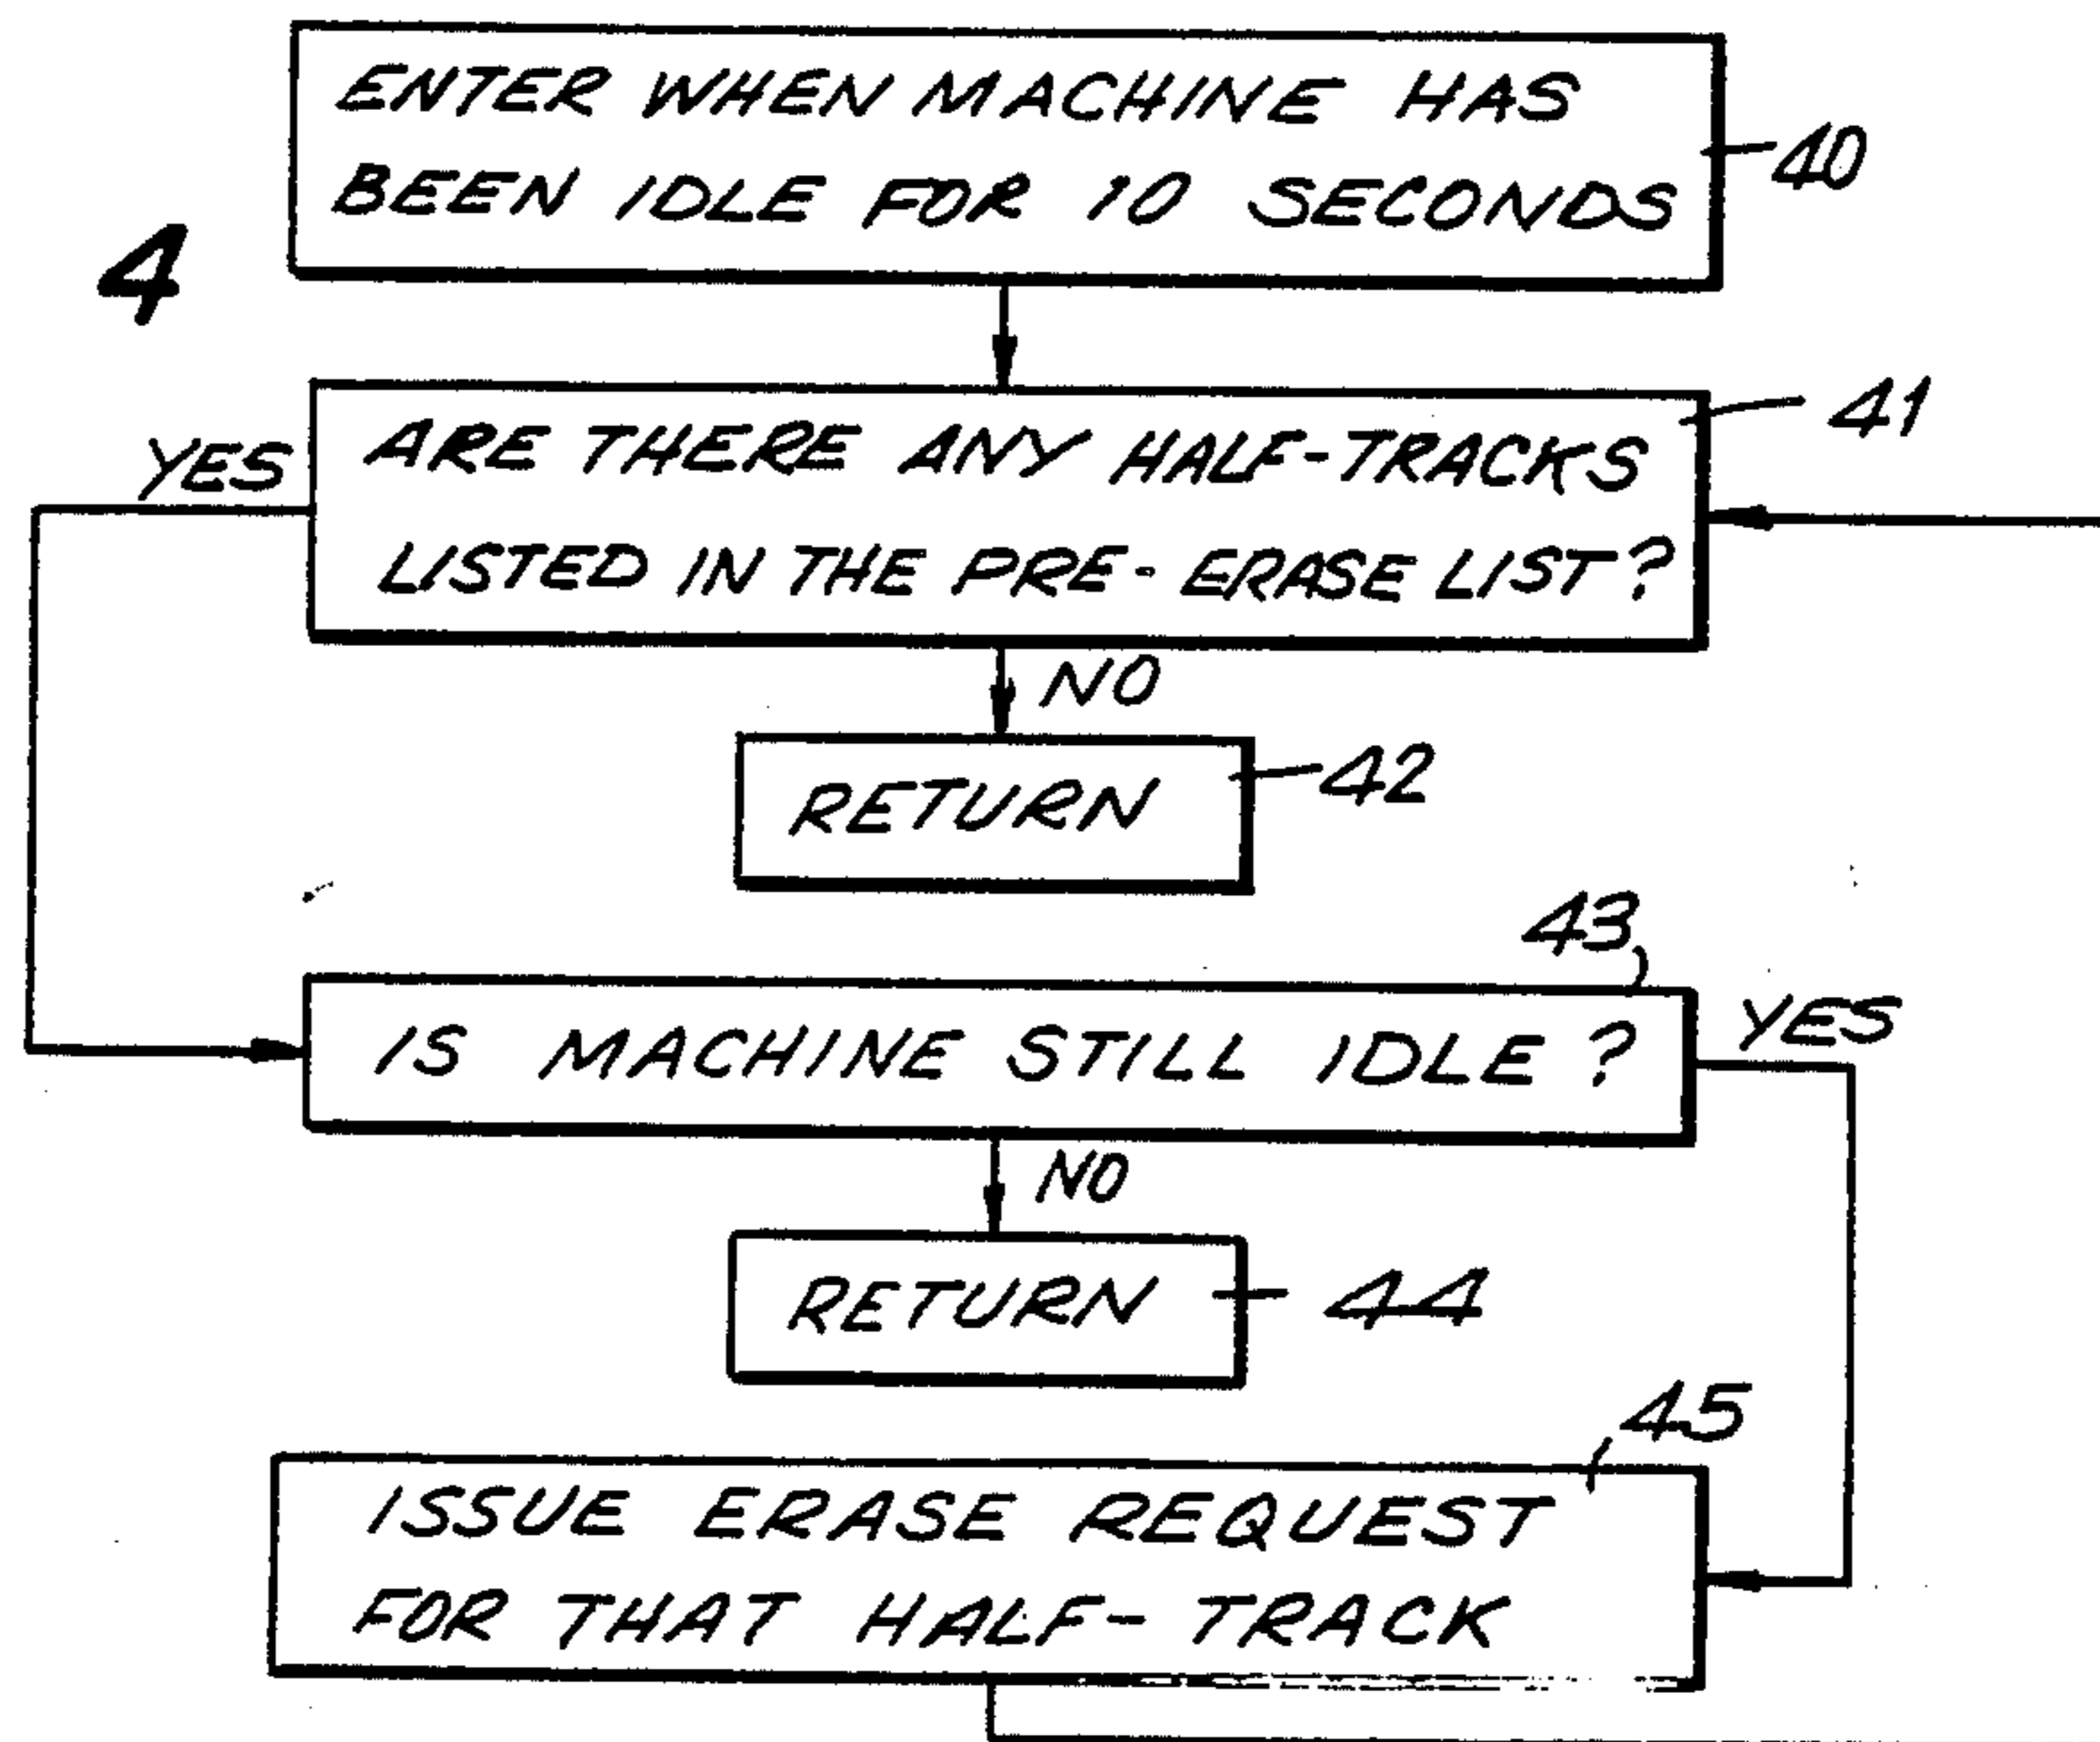 ENTER WHEN MACHINE HAS
BEEN IDLE FOR 10 SECONDS
40
4
41
YES
ARE THERE ANY HALF-TRACKS
LISTED IN THE PRE-ERASE LIST?
NO
RETURN
42
43
IS MACHINE STILL IDLE?
YES
NO
RETURN
44
45
ISSUE ERASE REQUEST
FOR THAT HALF-TRACK